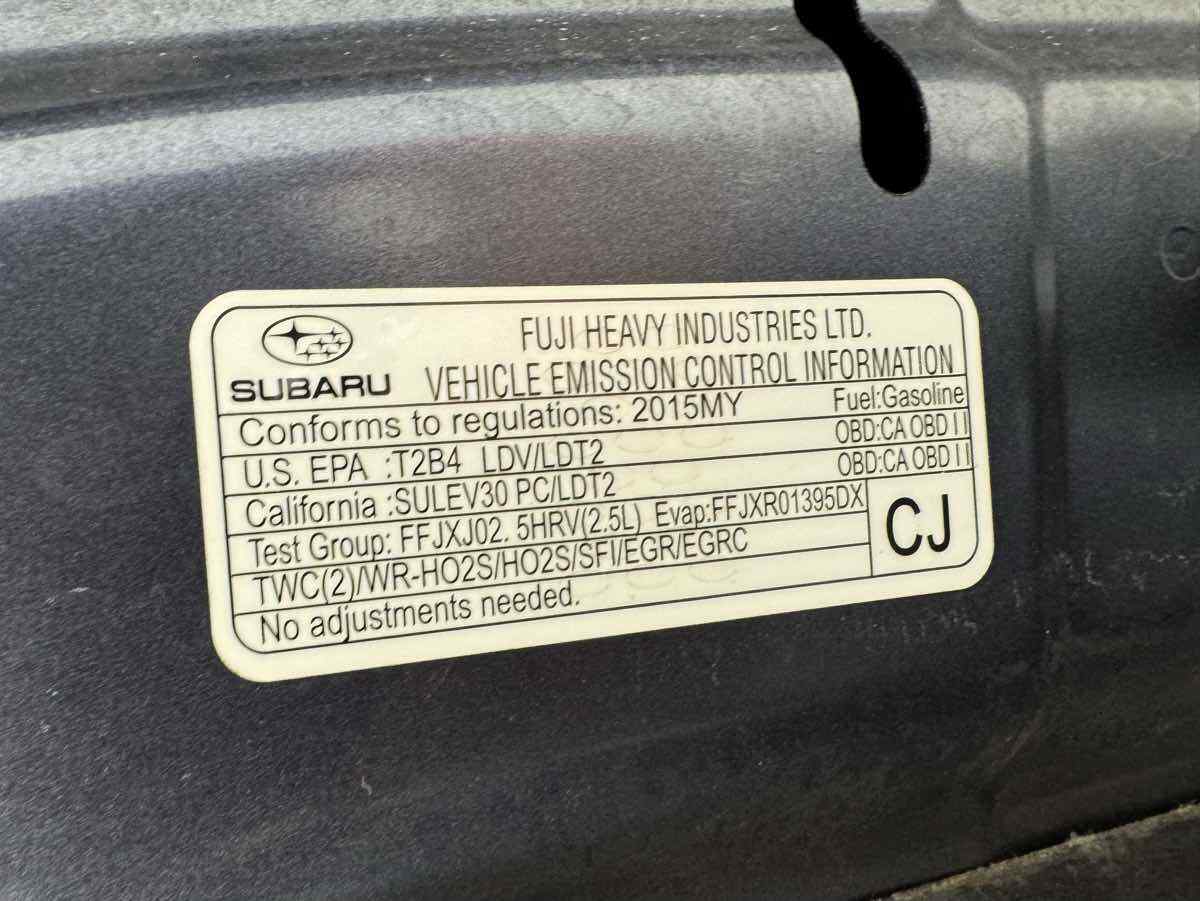 FUJI HEAVY INDUSTRIES LTD.
SUBARU VEHICLE EMISSION CONTROL INFORMATION
Conforms to regulations: 2015MY Fuel:Gasoline
U.S. EPA :T2B4 LDV/LDT2 OBD:CA OBD II
California :SULEV30 PC/LDT2 OBD:CA OBD II
Test Group: FFJXJ02. 5HRV(2.5L) Evap:FFJXR01395DX
TWC(2)/WR-HO2S/HO2S/SFI/EGR/EGRC
CJ
No adjustments needed.